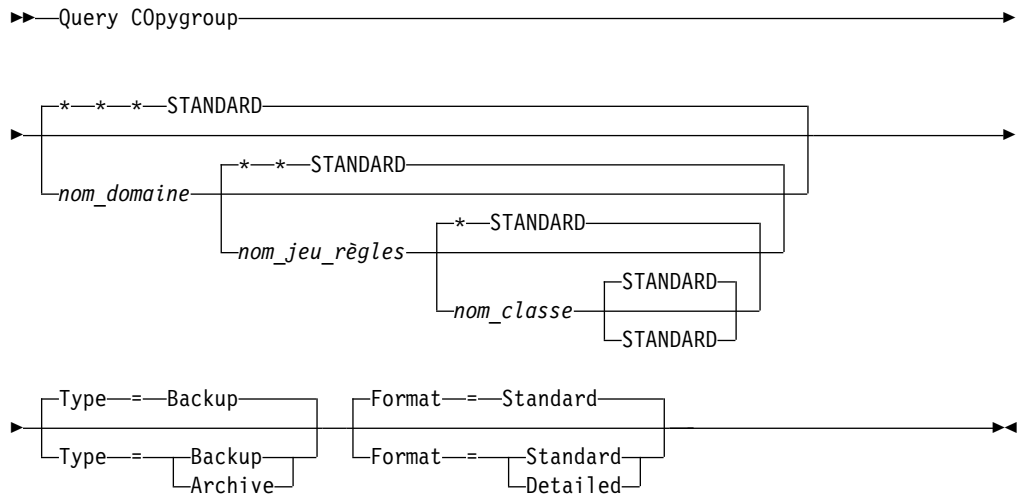 Query COpygroup
* * * STANDARD
nom_domaine
* * STANDARD
nom_jeu_règles
* STANDARD
nom_classe
STANDARD
STANDARD
Type = Backup
Format = Standard
Type = Backup
Archive
Format = Standard
Detailed